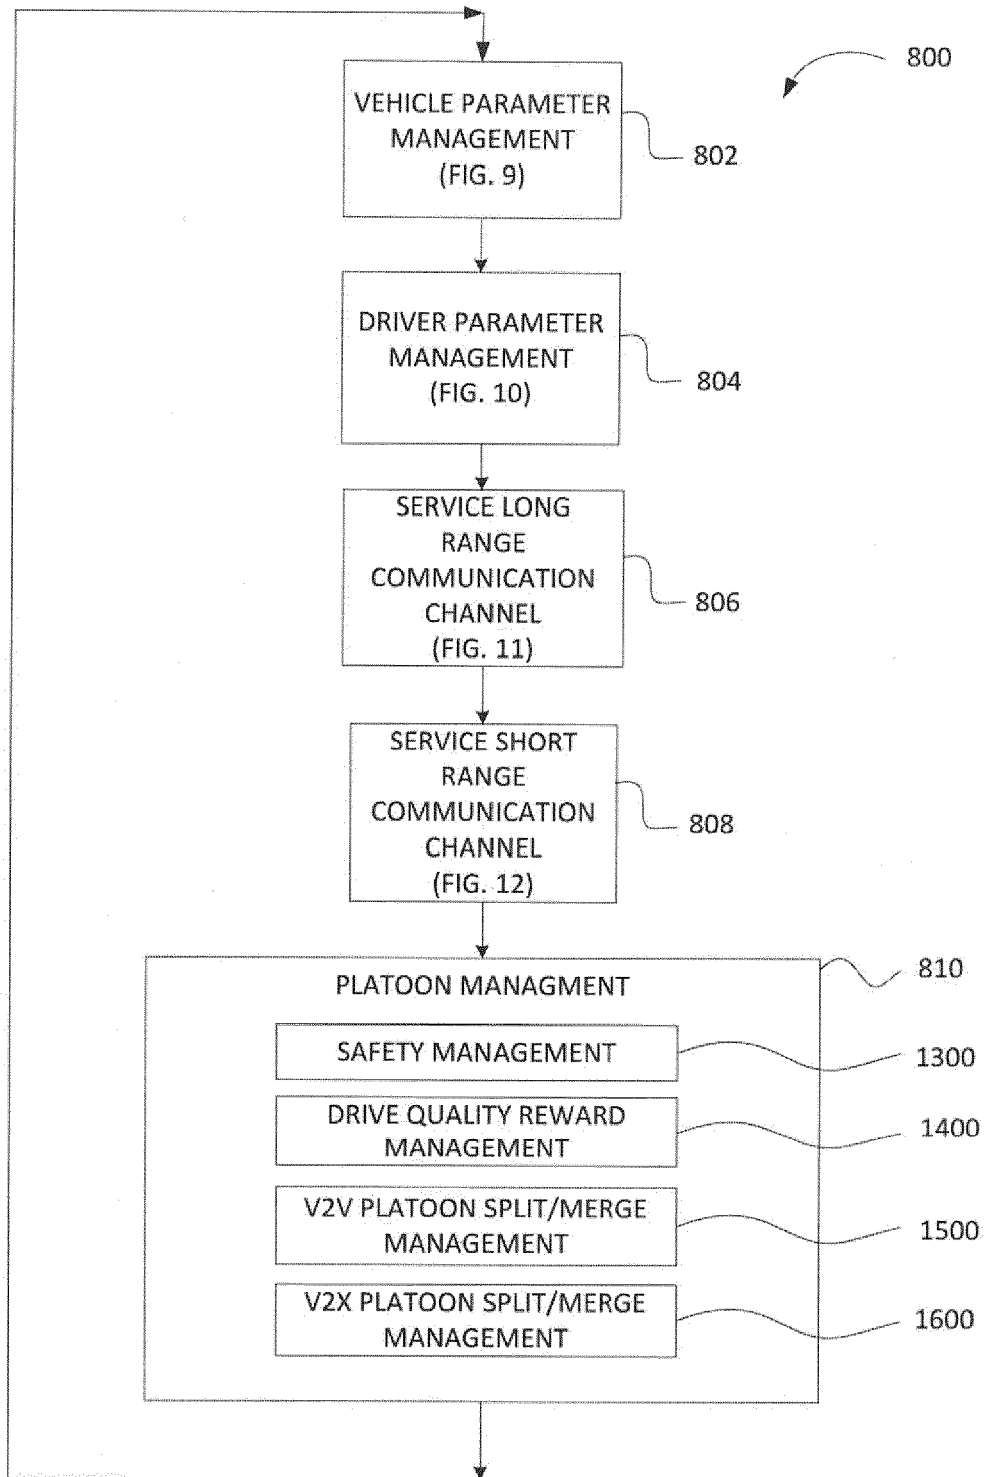 800
VEHICLE PARAMETER
MANAGEMENT
(FIG. 9)
802
DRIVER PARAMETER
MANAGEMENT
(FIG. 10)
804
SERVICE LONG
RANGE
COMMUNICATION
CHANNEL
(FIG. 11)
806
SERVICE SHORT
RANGE
COMMUNICATION
CHANNEL
(FIG. 12)
808
PLATOON MANAGMENT
810
SAFETY MANAGEMENT
1300
DRIVE QUALITY REWARD
MANAGEMENT
1400
V2V PLATOON SPLIT/MERGE
MANAGEMENT
1500
V2X PLATOON SPLIT/MERGE
MANAGEMENT
1600